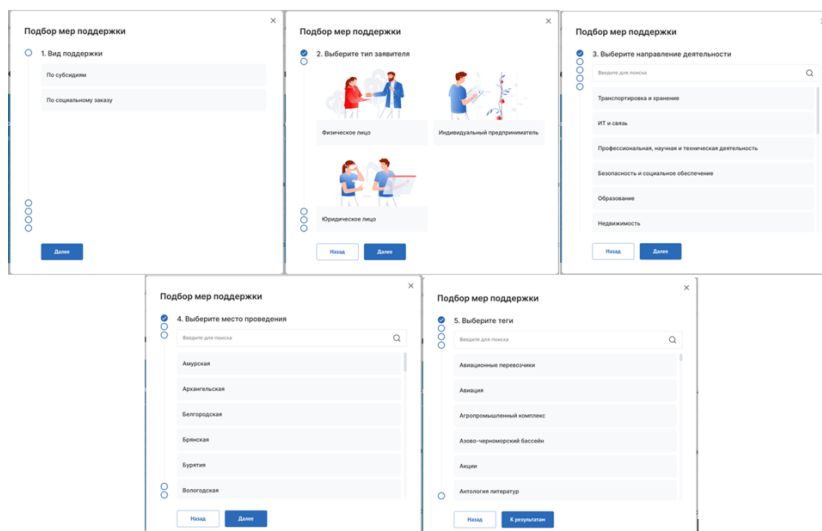 Подбор мер поддержки
1. Вид поддержки
По субсидиям
По социальному заказу
Далее
Подбор мер поддержки
2. Выберите тип заявителя
Физическое лицо
Индивидуальный предприниматель
Юридическое лицо
Назад
Далее
Подбор мер поддержки
3. Выберите направление деятельности
Введите для поиска
Транспортировка и хранение
ИТ и связь
Профессиональная, научная и техническая деятельность
Безопасность и социальное обеспечение
Образование
Недвижимость
Назад
Далее
Подбор мер поддержки
4. Выберите место проведения
Введите для поиска
Амурская
Архангельская
Белгородская
Брянская
Бурятия
Вологодская
Назад
Далее
Подбор мер поддержки
5. Выберите теги
Введите для поиска
Авиационные перевозчики
Авиация
Агропромышленный комплекс
Азово-черноморский бассейн
Акции
Антология литератур
Назад
К результатам